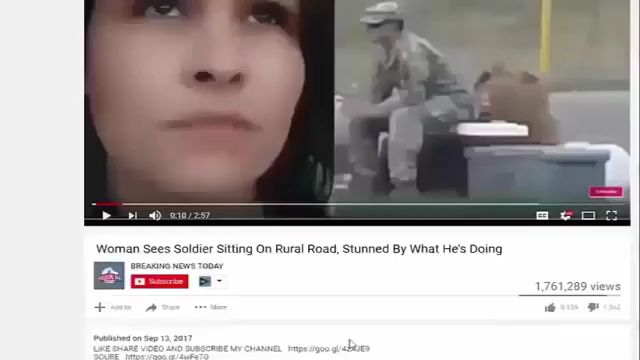 0:10 / 2:57
Woman Sees Soldier Sitting On Rural Road, Stunned By What He's Doing
BREAKING NEWS TODAY
Subscribe
1,761,289 views
Add to Share More
Published on Sep 13, 2017
LIKE SHARE VIDEO AND SUBSCRIBE MY CHANNEL
SOURE